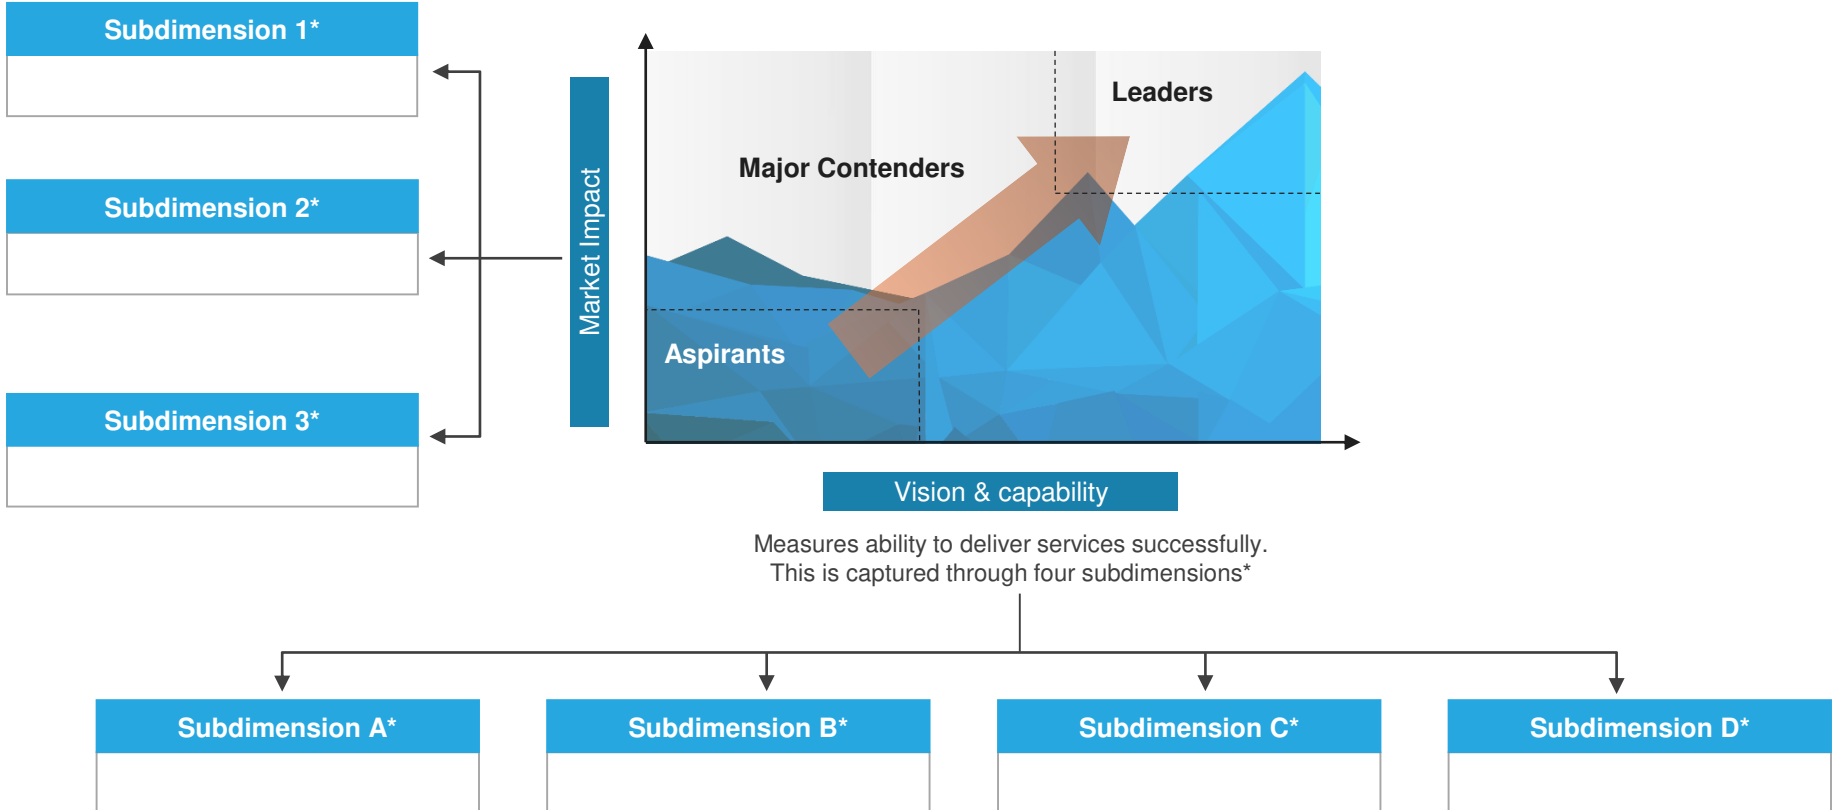 Subdimension 1*
Subdimension 2*
Subdimension 3*
Market Impact
Leaders
Major Contenders
Aspirants
Vision & capability
Measures ability to deliver services successfully.
This is captured through four subdimensions*
Subdimension A*
Subdimension B*
Subdimension C*
Subdimension D*